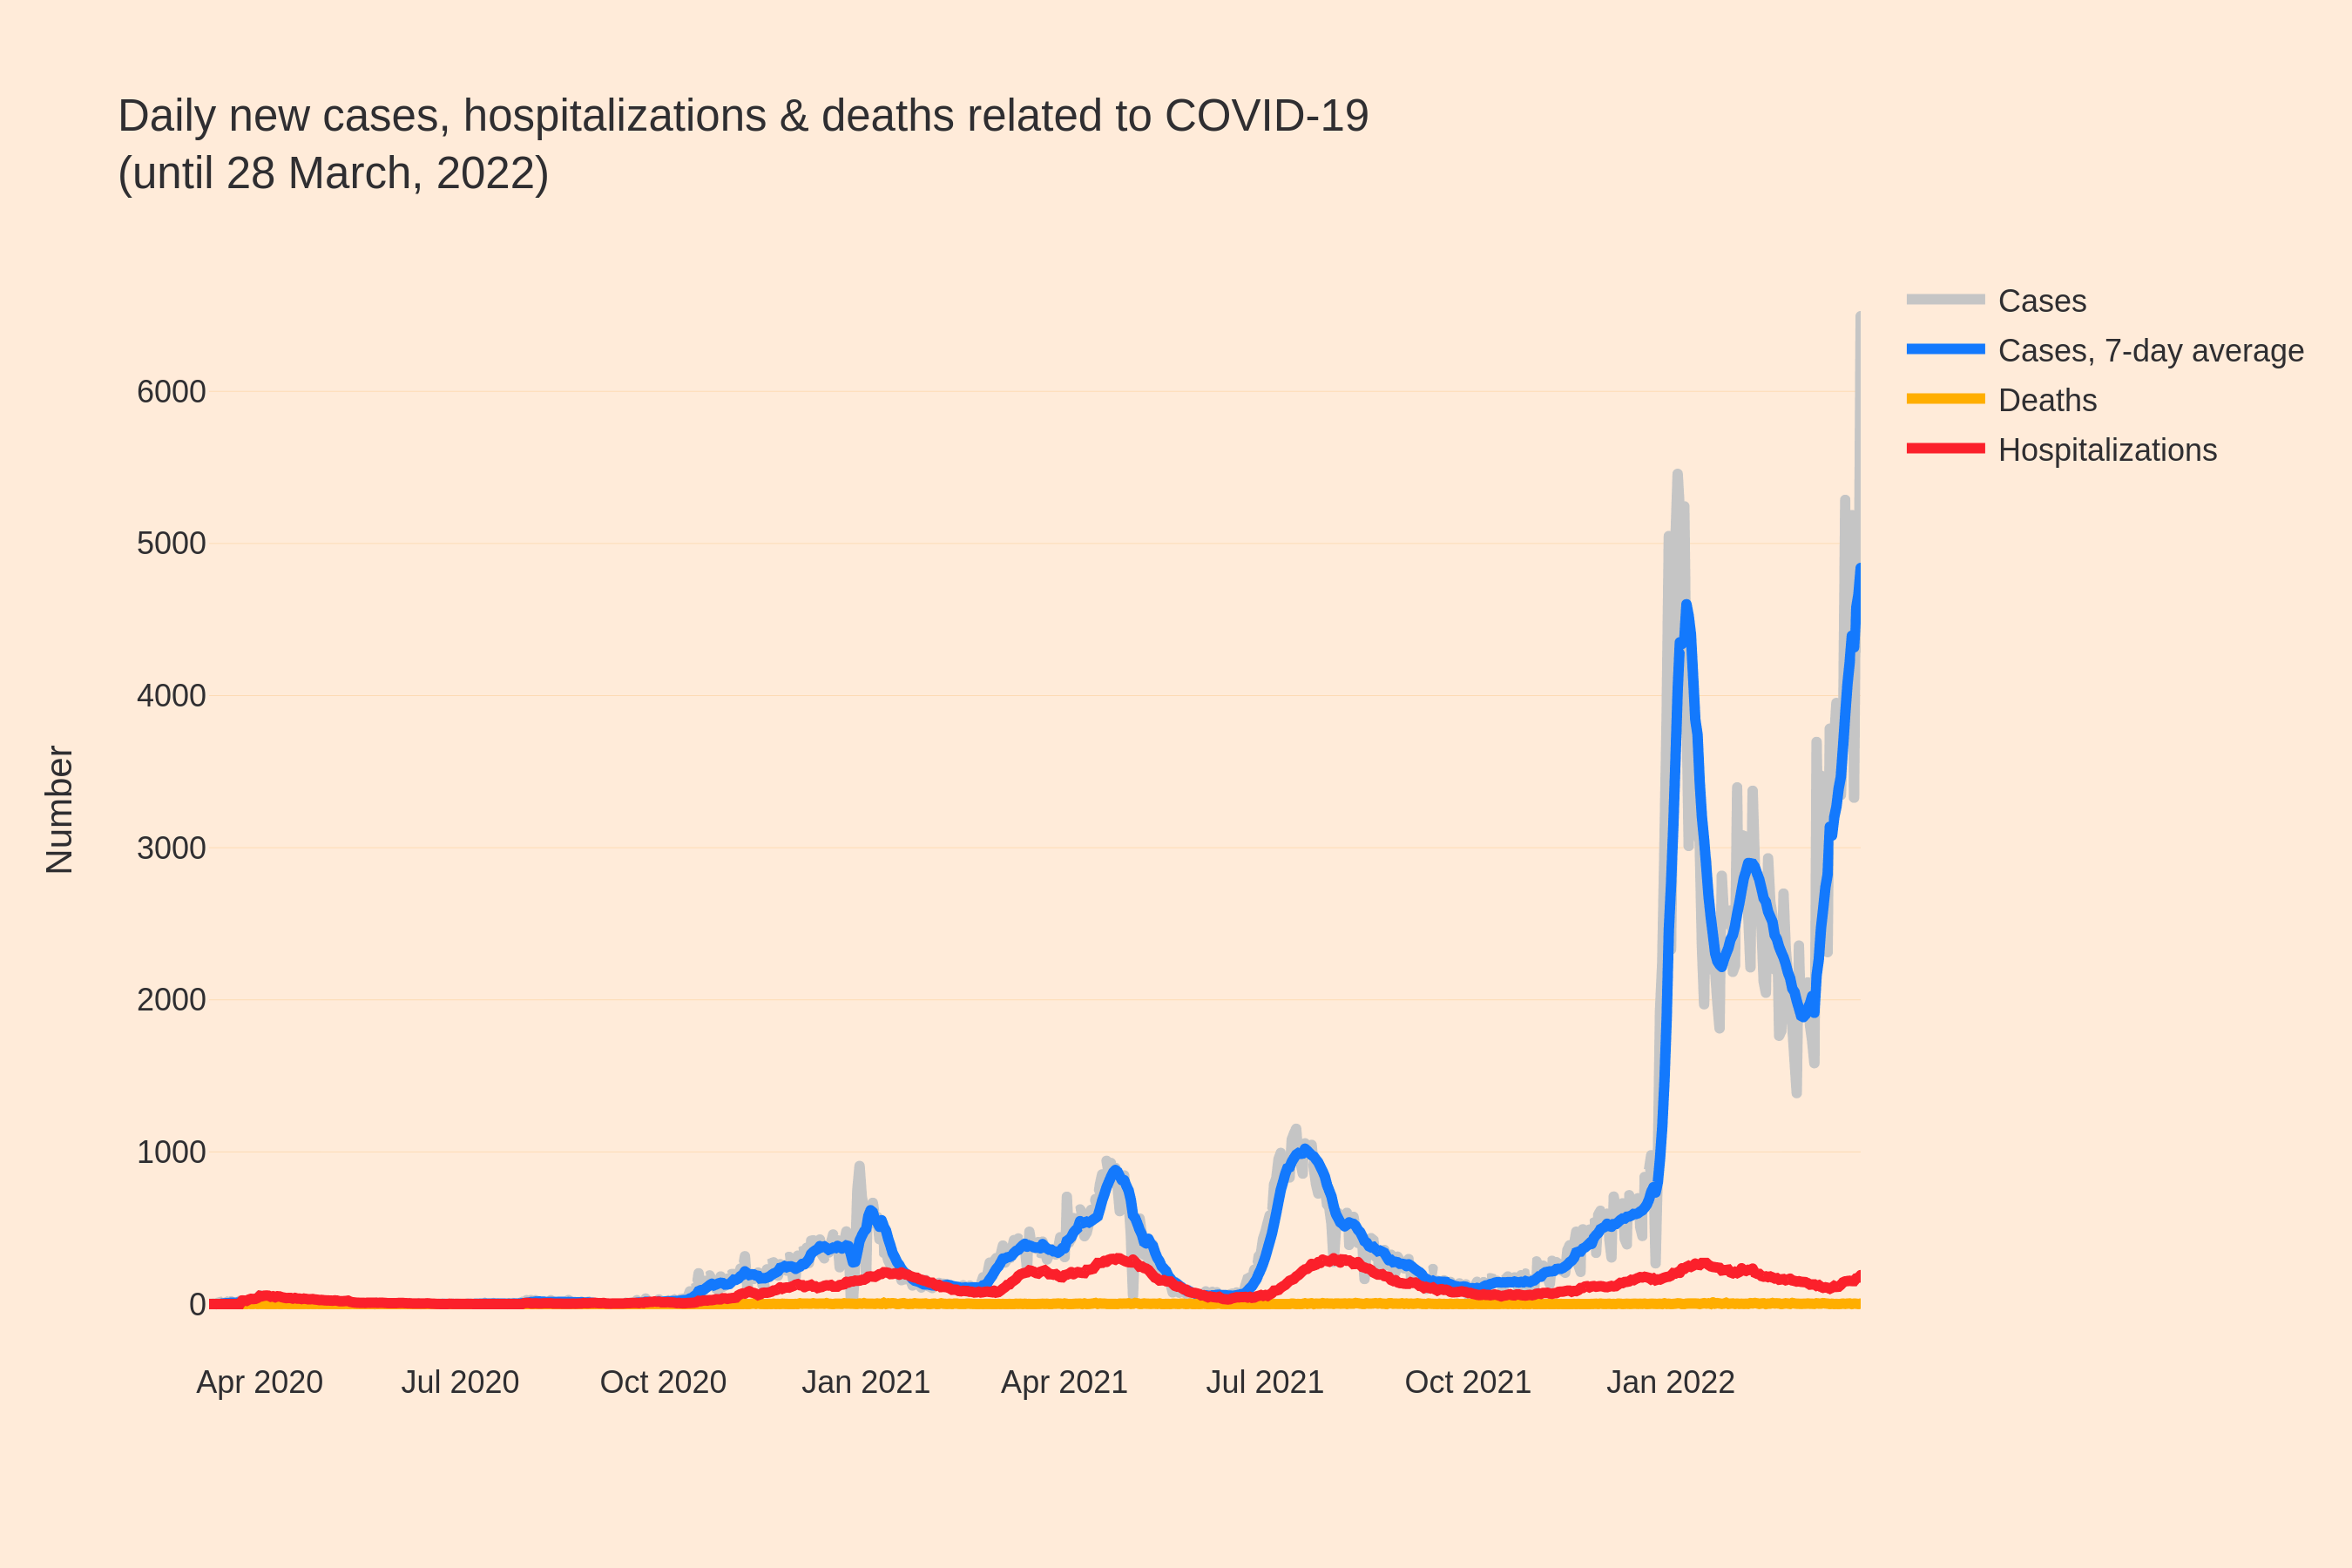 Daily new cases, hospitalizations & deaths related to COVID-19
(until 28 March, 2022)
Cases
Cases, 7-day average
Deaths
Hospitalizations
Number
6000
5000
4000
3000
2000
1000
0
Apr 2020
Jul 2020
Oct 2020
Jan 2021
Apr 2021
Jul 2021
Oct 2021
Jan 2022